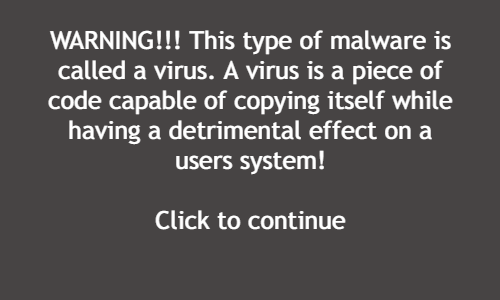 WARNING!!! This type of malware is
called a virus. A virus is a piece of
code capable of copying itself while
having a detrimental effect on a
users system!
Click to continue